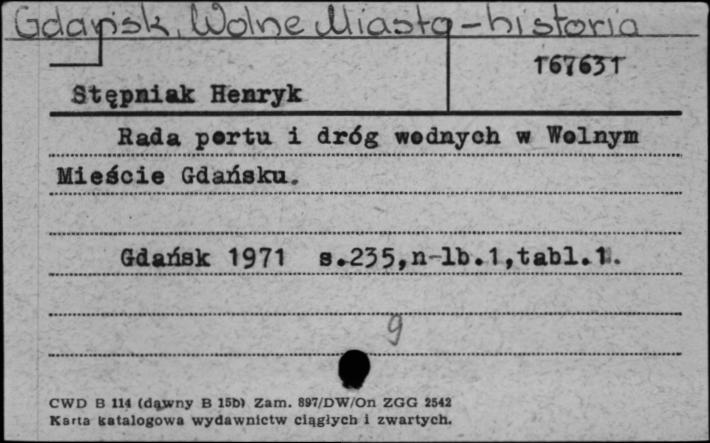 Gdańsk, Wolne Miasto - historia
167631
Stępniak Henryk
Rada portu i dróg wodnych w Wolnym
Mieście Gdańsku.
Gdańsk 1971 s.235,n-lb.1,tabl.1.
9
CWD B 114 (dawny B 15b) Zam. 897/DW/On ZGG 2542
Karta katalogowa wydawnictw ciągłych i zwartych.